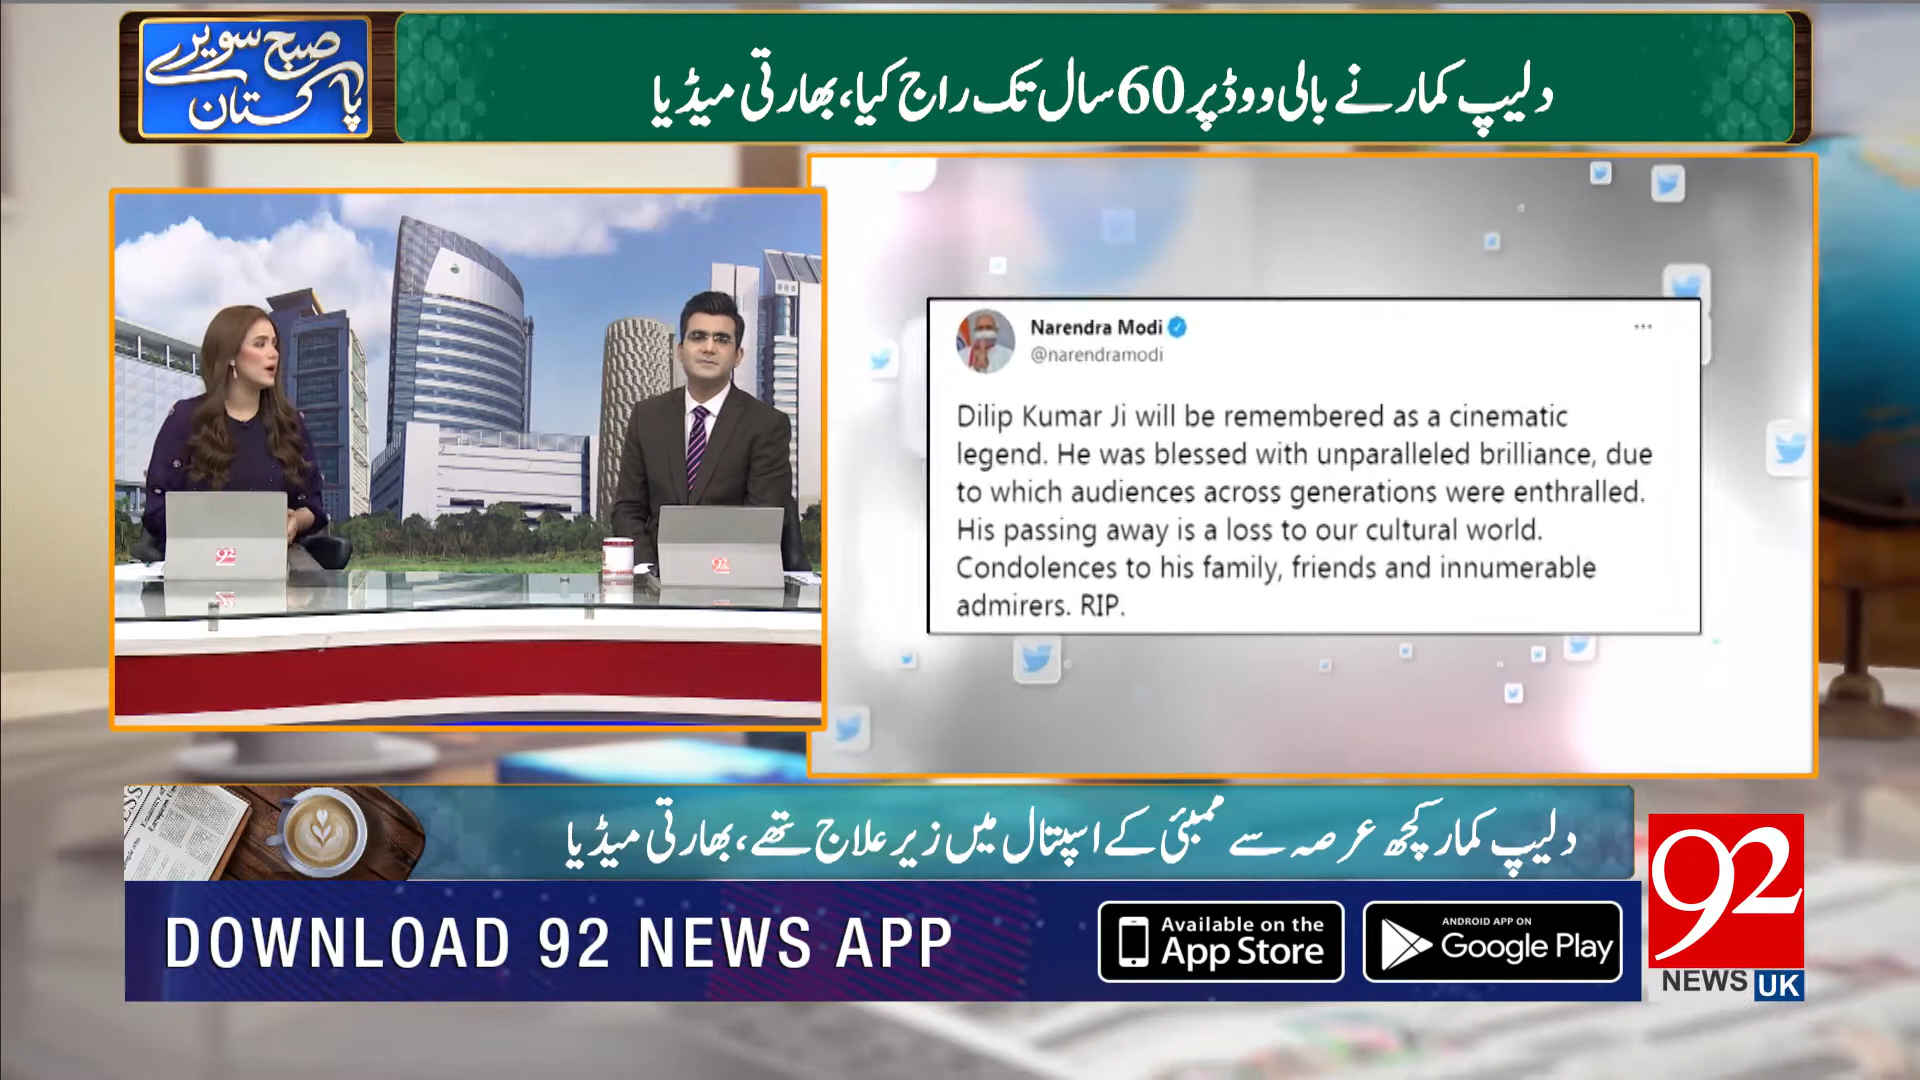 صبح سویرے
پاکستان
دلیپ کمار نے بالی ووڈ پر 60 سال تک راج کیا، بھارتی میڈیا
Narendra Modi
@narendramodi
Dilip Kumar Ji will be remembered as a cinematic
legend. He was blessed with unparalleled brilliance, due
to which audiences across generations were enthralled.
His passing away is a loss to our cultural world.
Condolences to his family, friends and innumerable
admirers. RIP.
92
92
دلیپ کمار کچھ عرصہ سے ممبئی کے اسپتال میں زیر علاج تھے، بھارتی میڈیا
DOWNLOAD 92 NEWS APP
Available on the
App Store
ANDROID APP ON
Google Play
92
NEWS UK